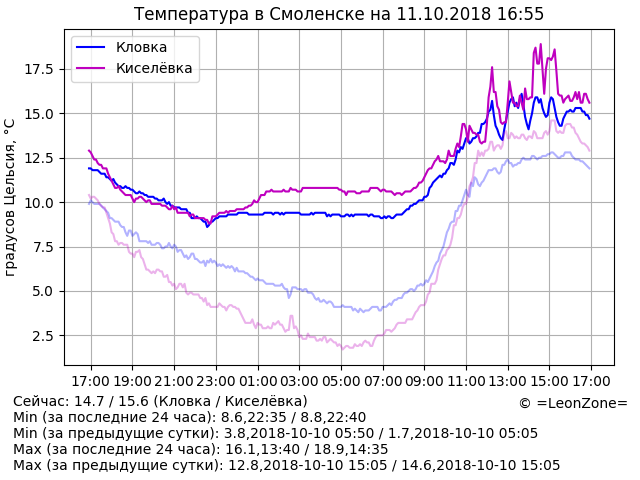 Температура в Смоленске на 11.10.2018 16:55
Кловка
Киселёвка
градусов Цельсия, °C
17.5
15.0
12.5
10.0
7.5
5.0
2.5
17:00 19:00 21:00 23:00 01:00 03:00 05:00 07:00 09:00 11:00 13:00 15:00 17:00
Сейчас: 14.7 / 15.6 (Кловка / Киселёвка)
© =LeonZone=
Min (за последние 24 часа): 8.6,22:35 / 8.8,22:40
Min (за предыдущие сутки): 3.8,2018-10-10 05:50 / 1.7,2018-10-10 05:05
Max (за последние 24 часа): 16.1,13:40 / 18.9,14:35
Max (за предыдущие сутки): 12.8,2018-10-10 15:05 / 14.6,2018-10-10 15:05